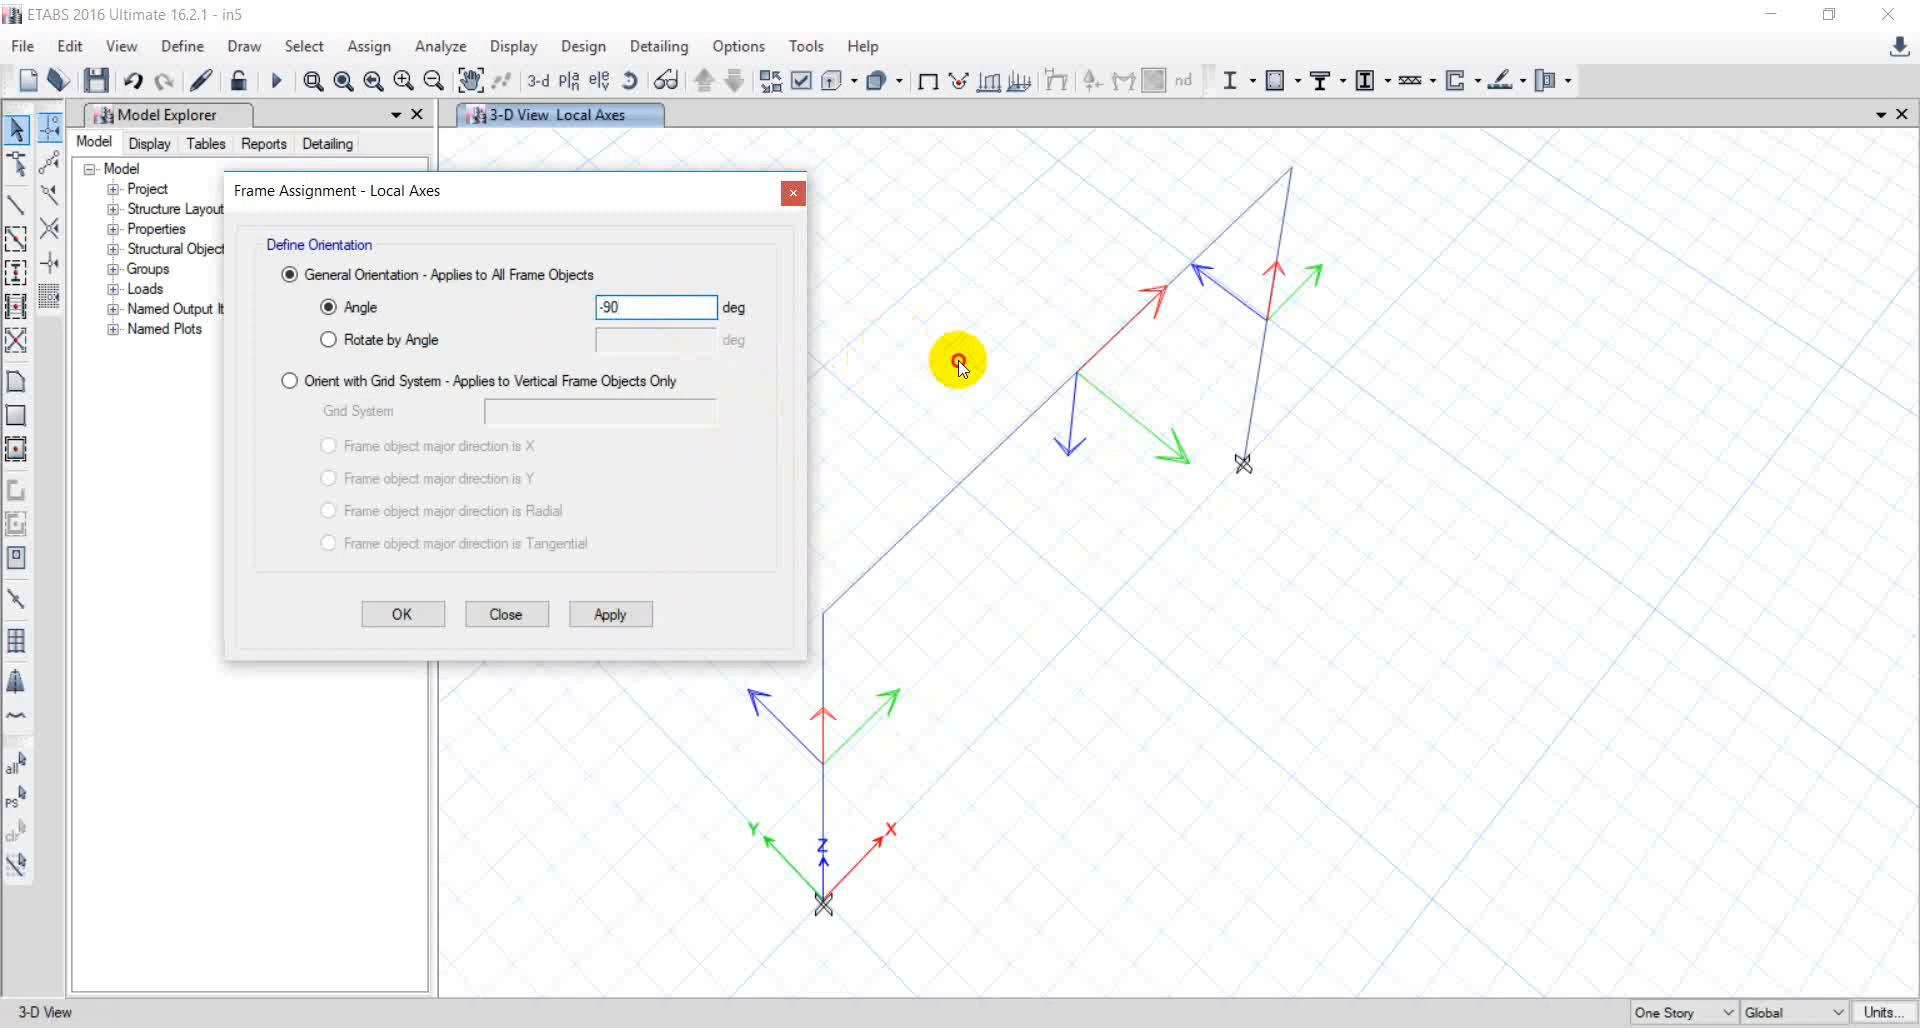 ETABS 2016 Ultimate 16.2.1 - in5
File Edit View Define Draw Select Assign Analyze Display Design Detailing Options Tools Help
3-d nd
Model Explorer
3-D View Local Axes
Model Display Tables Reports Detailing
Model
Project
Structure Layout
Properties
Structural Object
Groups
Loads
Named Output It
Named Plots
Frame Assignment - Local Axes
Define Orientation
General Orientation - Applies to All Frame Objects
Angle -90 deg
Rotate by Angle deg
Orient with Grid System - Applies to Vertical Frame Objects Only
Grid System
Frame object major direction is X
Frame object major direction is Y
Frame object major direction is Radial
Frame object major direction is Tangential
OK Close Apply
all
PS
clr
Y X
Z
3-D View
One Story Global Units...